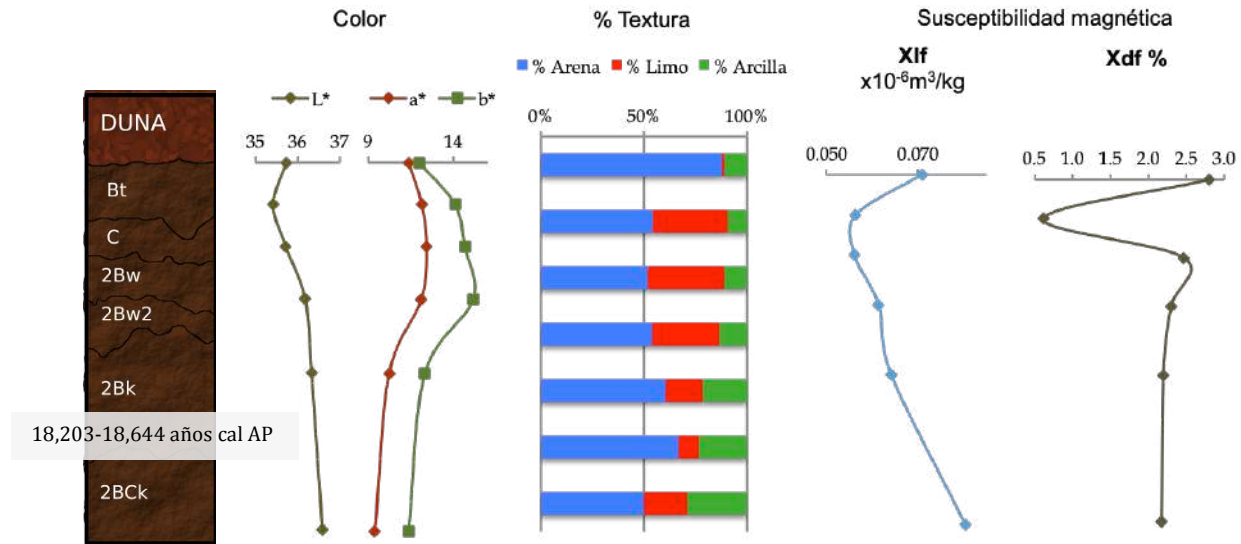 Color
% Textura
Susceptibilidad magnética
Xlf
x10-6m3/kg
Xdf %
% Arena % Limo % Arcilla
L* a* b*
0% 50% 100%
35 36 37 9 14
0.050 0.070
0.5 1.0 1.5 2.0 2.5 3.0
DUNA
Bt
C
2Bw
2Bw2
2Bk
18,203-18,644 años cal AP
2BCk